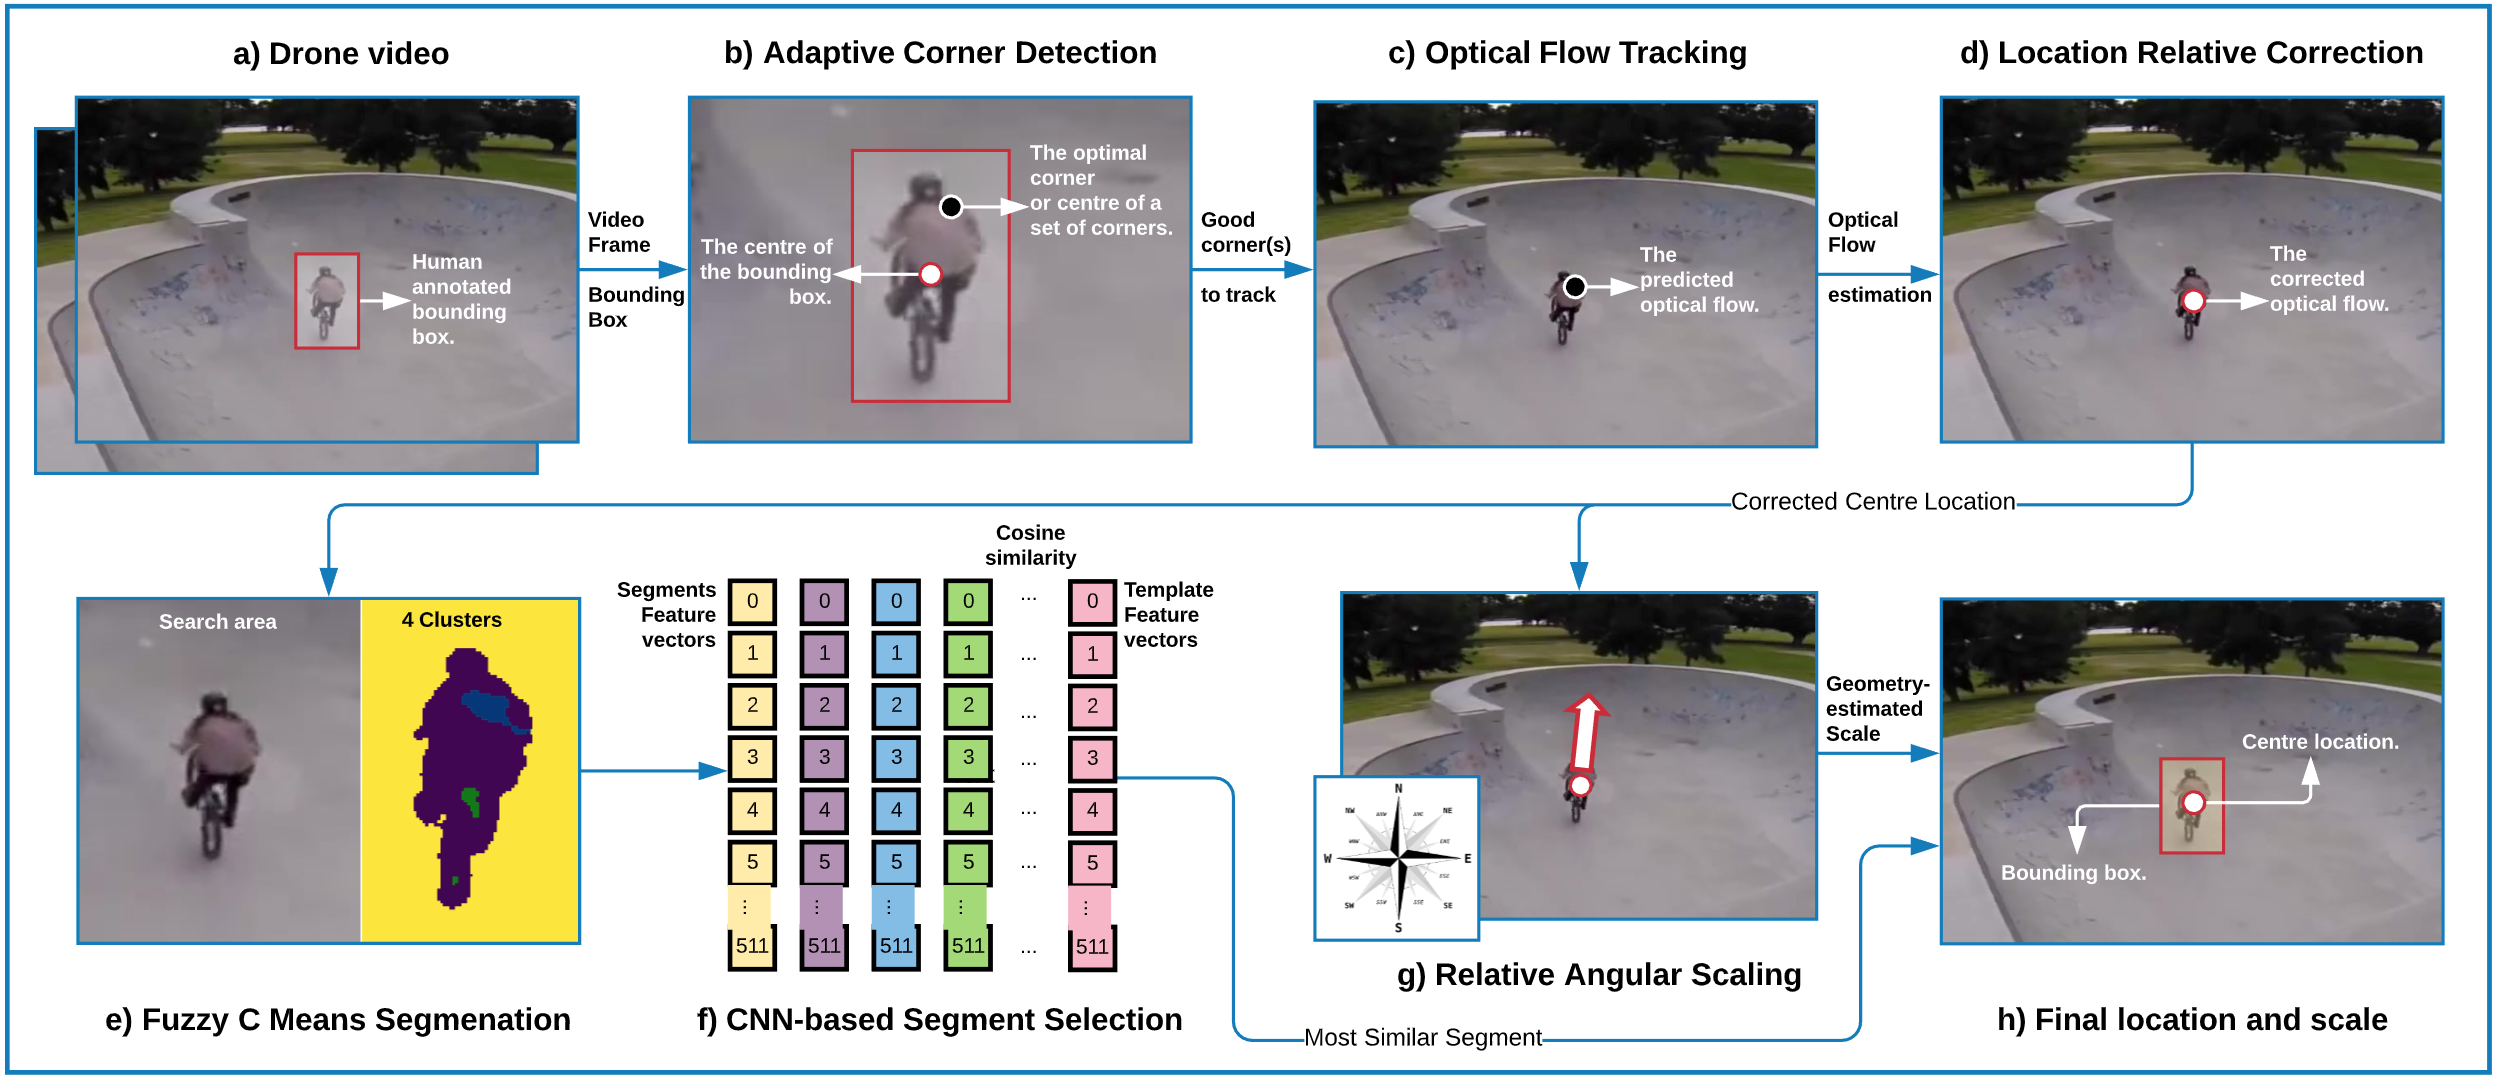 a) Drone video
b) Adaptive Corner Detection
c) Optical Flow Tracking
d) Location Relative Correction
Human
annotated
bounding
box.
Video
Frame
Bounding
Box
The centre of
the bounding
box.
The optimal
corner
or centre of a
set of corners.
Good
corner(s)
to track
The
predicted
optical flow.
Optical
Flow
estimation
The
corrected
optical flow.
Corrected Centre Location
Search area
4 Clusters
Segments
Feature
vectors
Cosine
similarity
Template
Feature
vectors
0 0 0 0 ... 0
1 1 1 1 ... 1
2 2 2 2 ... 2
3 3 3 3 ... 3
4 4 4 4 ... 4
5 5 5 5 ... 5
⋮ ⋮ ⋮ ⋮ ⋮
511 511 511 511 ... 511
N
NW NE
W E
SW SE
S
WSW ESE
SSW SSE
Geometry-
estimated
Scale
Centre location.
Bounding box.
e) Fuzzy C Means Segmenation
f) CNN-based Segment Selection
g) Relative Angular Scaling
Most Similar Segment
h) Final location and scale